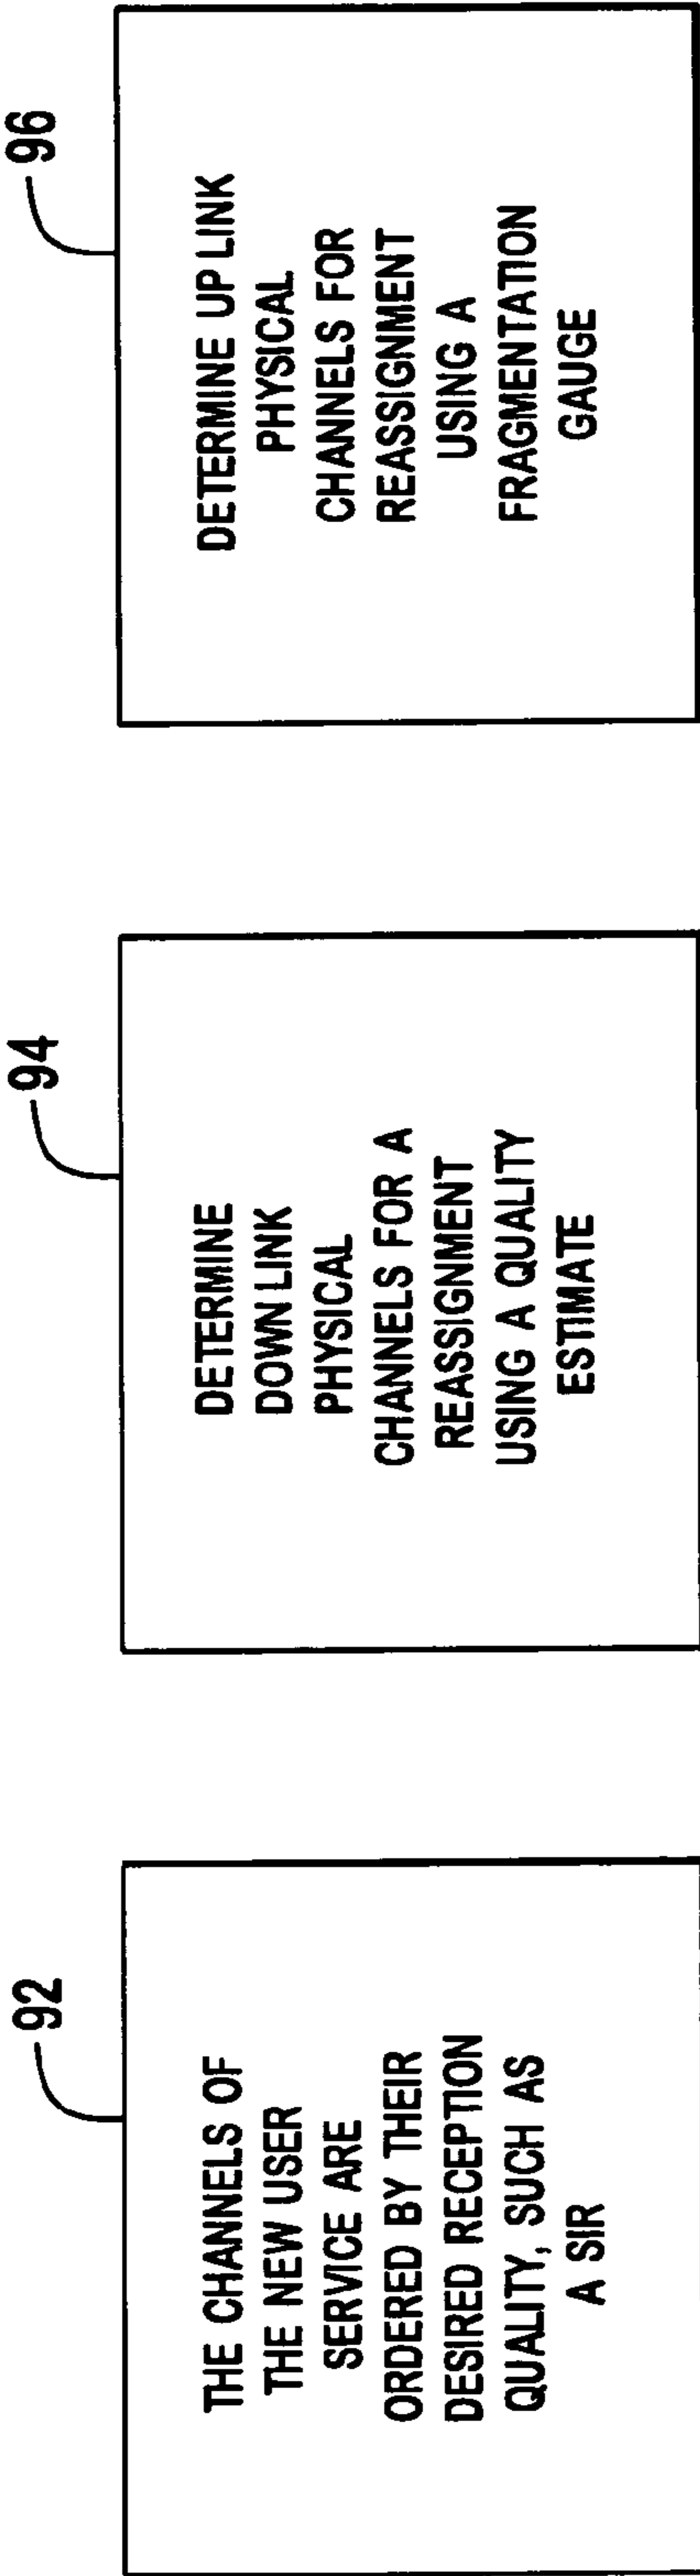 92
THE CHANNELS OF
THE NEW USER
SERVICE ARE
ORDERED BY THEIR
DESIRED RECEPTION
QUALITY, SUCH AS
A SIR
94
DETERMINE
DOWN LINK
PHYSICAL
CHANNELS FOR A
REASSIGNMENT
USING A QUALITY
ESTIMATE
96
DETERMINE UP LINK
PHYSICAL
CHANNELS FOR
REASSIGNMENT
USING A
FRAGMENTATION
GAUGE